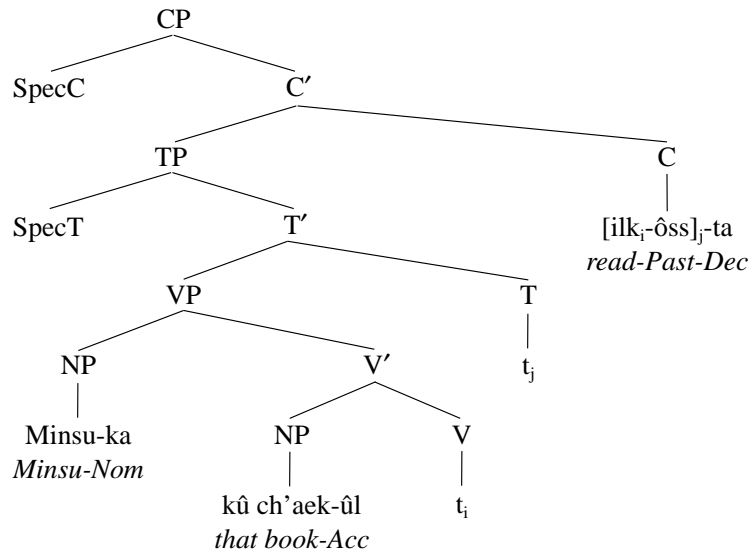 CP
SpecC C′
TP C
SpecT T′ [ilkᵢ-ôss]ⱼ-ta
read-Past-Dec
VP T
NP V′ tⱼ
Minsu-ka NP V
Minsu-Nom
kû ch’aek-ûl tᵢ
that book-Acc